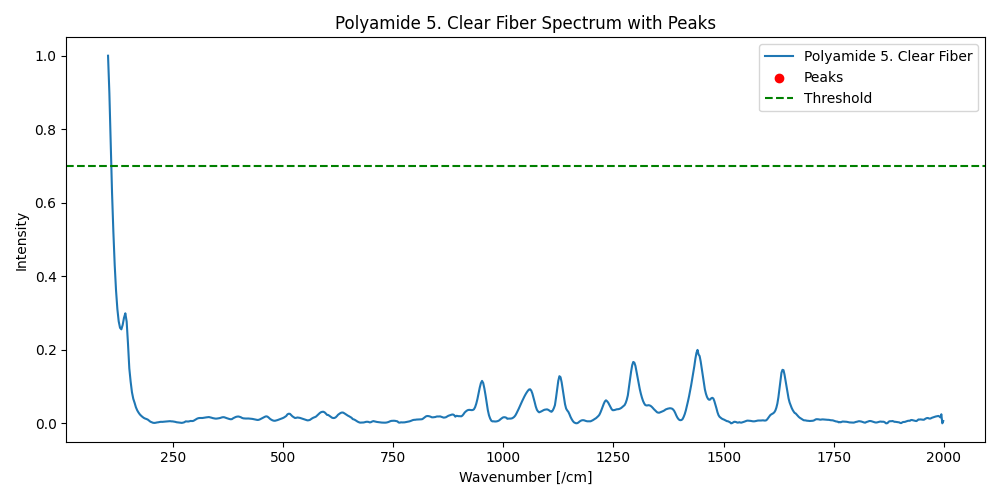 Polyamide 5. Clear Fiber Spectrum with Peaks
Polyamide 5. Clear Fiber
Peaks
Threshold
Intensity
1.0
0.8
0.6
0.4
0.2
0.0
250
500
750
1000
1250
1500
1750
2000
Wavenumber [/cm]